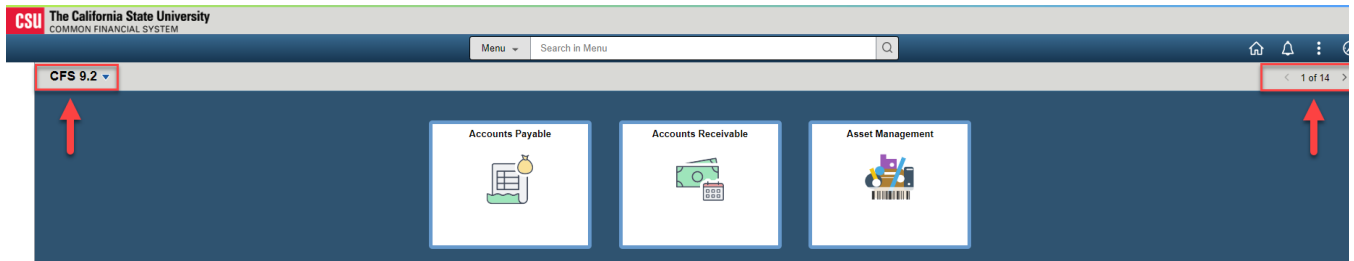 CSU The California State University
COMMON FINANCIAL SYSTEM
Menu Search in Menu
CFS 9.2
1 of 14
Accounts Payable
Accounts Receivable
Asset Management